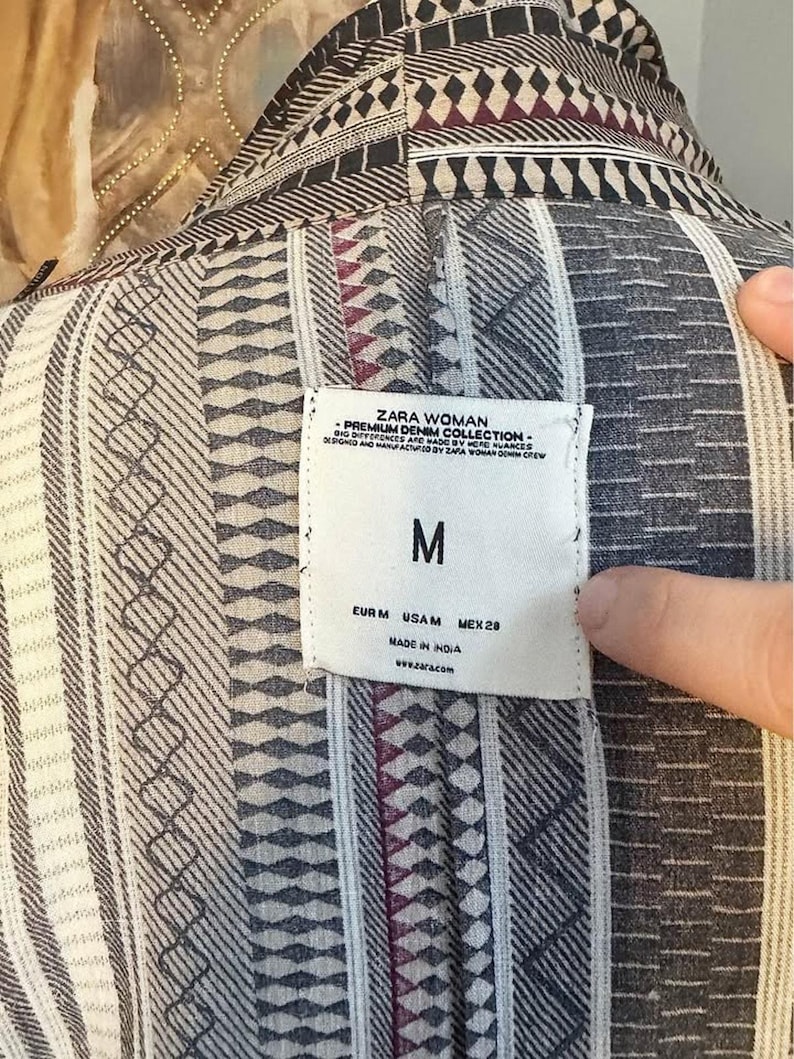 ZARA WOMAN
- PREMIUM DENIM COLLECTION -
BIG DIFFERENCES ARE MADE BY MERE NUANCES
DESIGNED AND MANUFACTURED BY ZARA WOMAN DENIM CREW
M
EUR M USA M MEX 28
MADE IN INDIA
www.zara.com